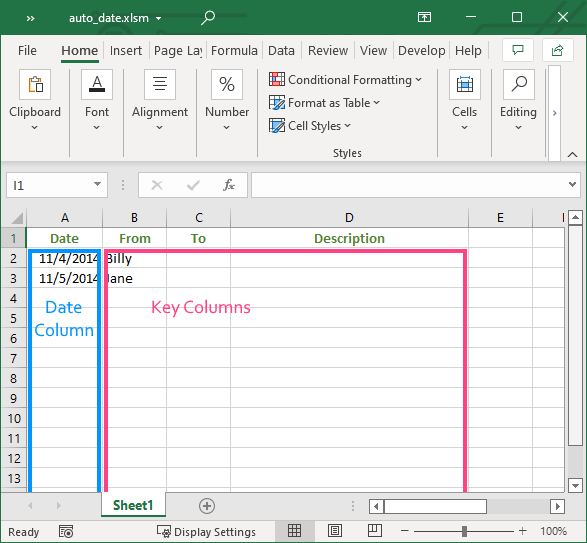 » auto_date.xlsm
File Home Insert Page La Formula Data Review View Develop Help
Conditional Formatting
Format as Table
Cell Styles
Clipboard Font Alignment Number Cells Editing
Styles
I1 fx
A B C D E
1 Date From To Description
2 11/4/2014 Billy
3 11/5/2014 Jane
4
Date Column
Key Columns
5
6
7
8
9
10
11
12
13
Sheet1
Ready Display Settings 100%